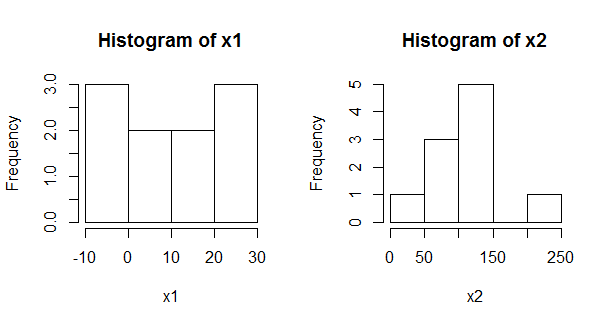 Histogram of x1
Frequency
0.0 1.0 2.0 3.0
-10 0 10 20 30
x1
Histogram of x2
Frequency
0 1 2 3 4 5
0 50 150 250
x2